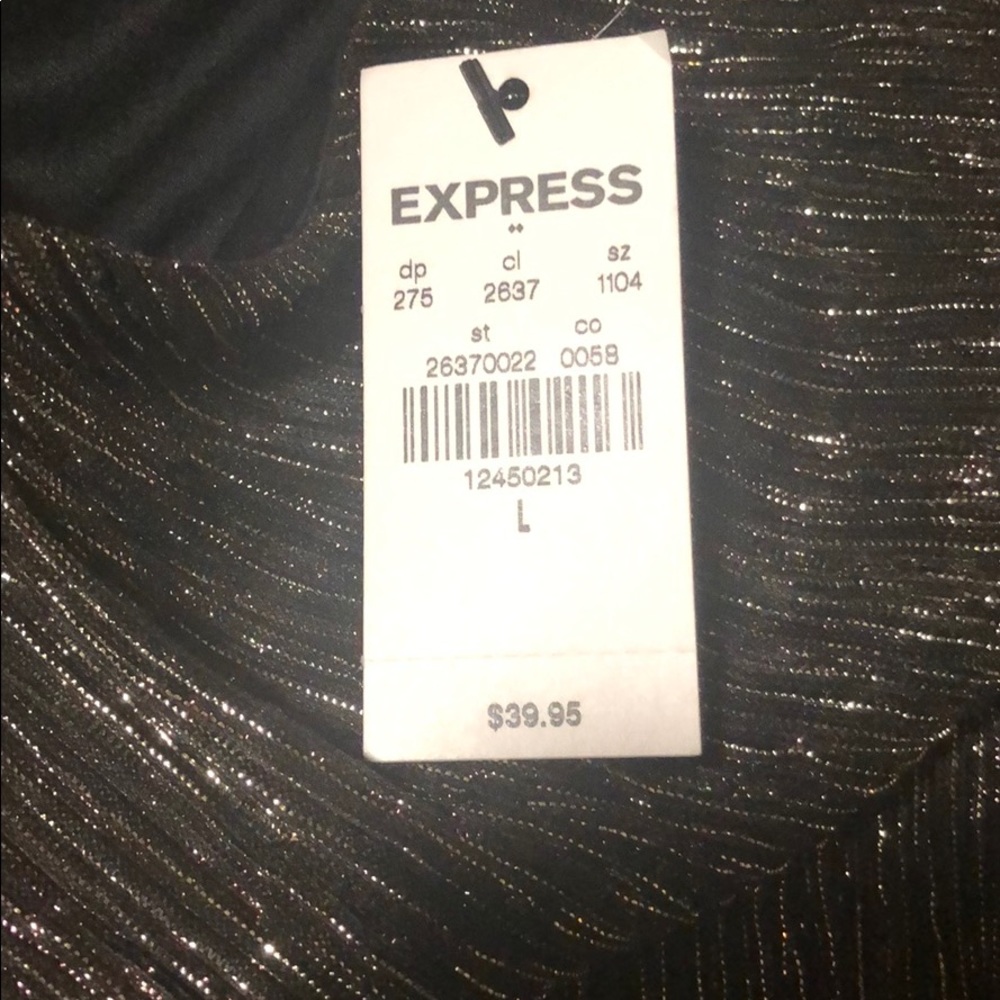 EXPRESS
dp cl sz
275 2637 1104
st co
26370022 0058
12450213
L
$39.95